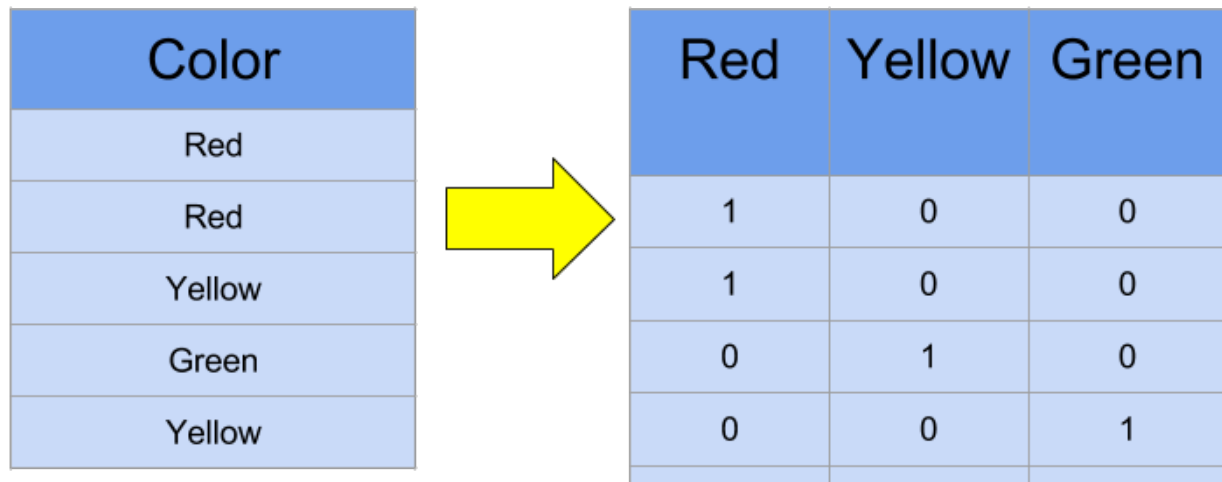 Color
Red
Red
Yellow
Green
Yellow
Red Yellow Green
1 0 0
1 0 0
0 1 0
0 0 1